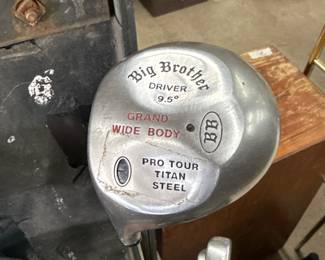 Big Brother
DRIVER
9.5°
GRAND
WIDE BODY
BB
PRO TOUR
TITAN
STEEL